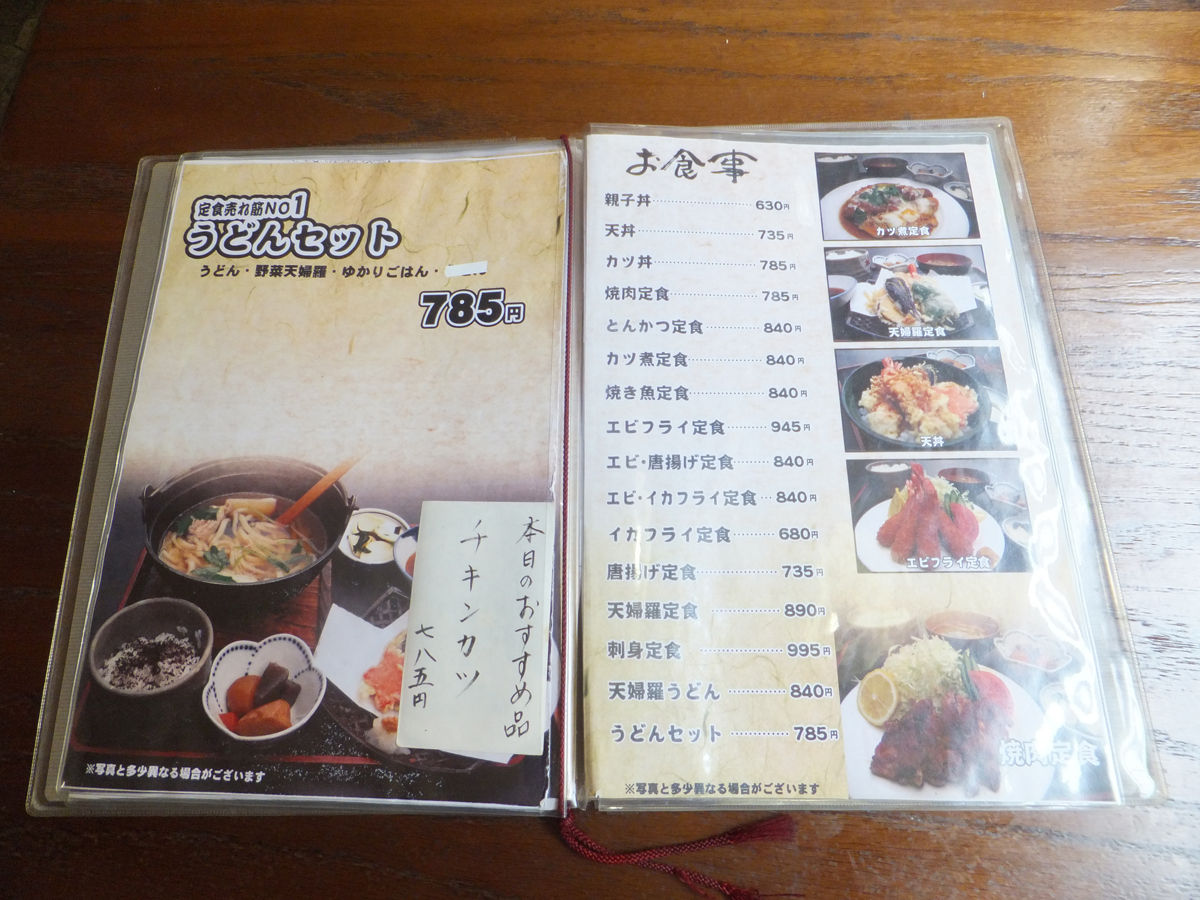 定食売れ筋NO1
うどんセット
うどん・野菜天婦羅・ゆかりごはん・
785円
本日のおすすめ品
チキンカツ
七八五円
※写真と多少異なる場合がございます
お食事
親子丼……………630円
天丼……………735円
カツ丼……………785円
焼肉定食……………785円
とんかつ定食………840円
カツ煮定食…………840円
焼き魚定食…………840円
エビフライ定食………945円
エビ・唐揚げ定食………840円
エビ・イカフライ定食…840円
イカフライ定食………680円
唐揚げ定食…………735円
天婦羅定食…………890円
刺身定食 …………995円
天婦羅うどん …………840円
うどんセット …………785円
※写真と多少異なる場合がございます
カツ煮定食
天婦羅定食
天丼
エビフライ定食
焼肉定食